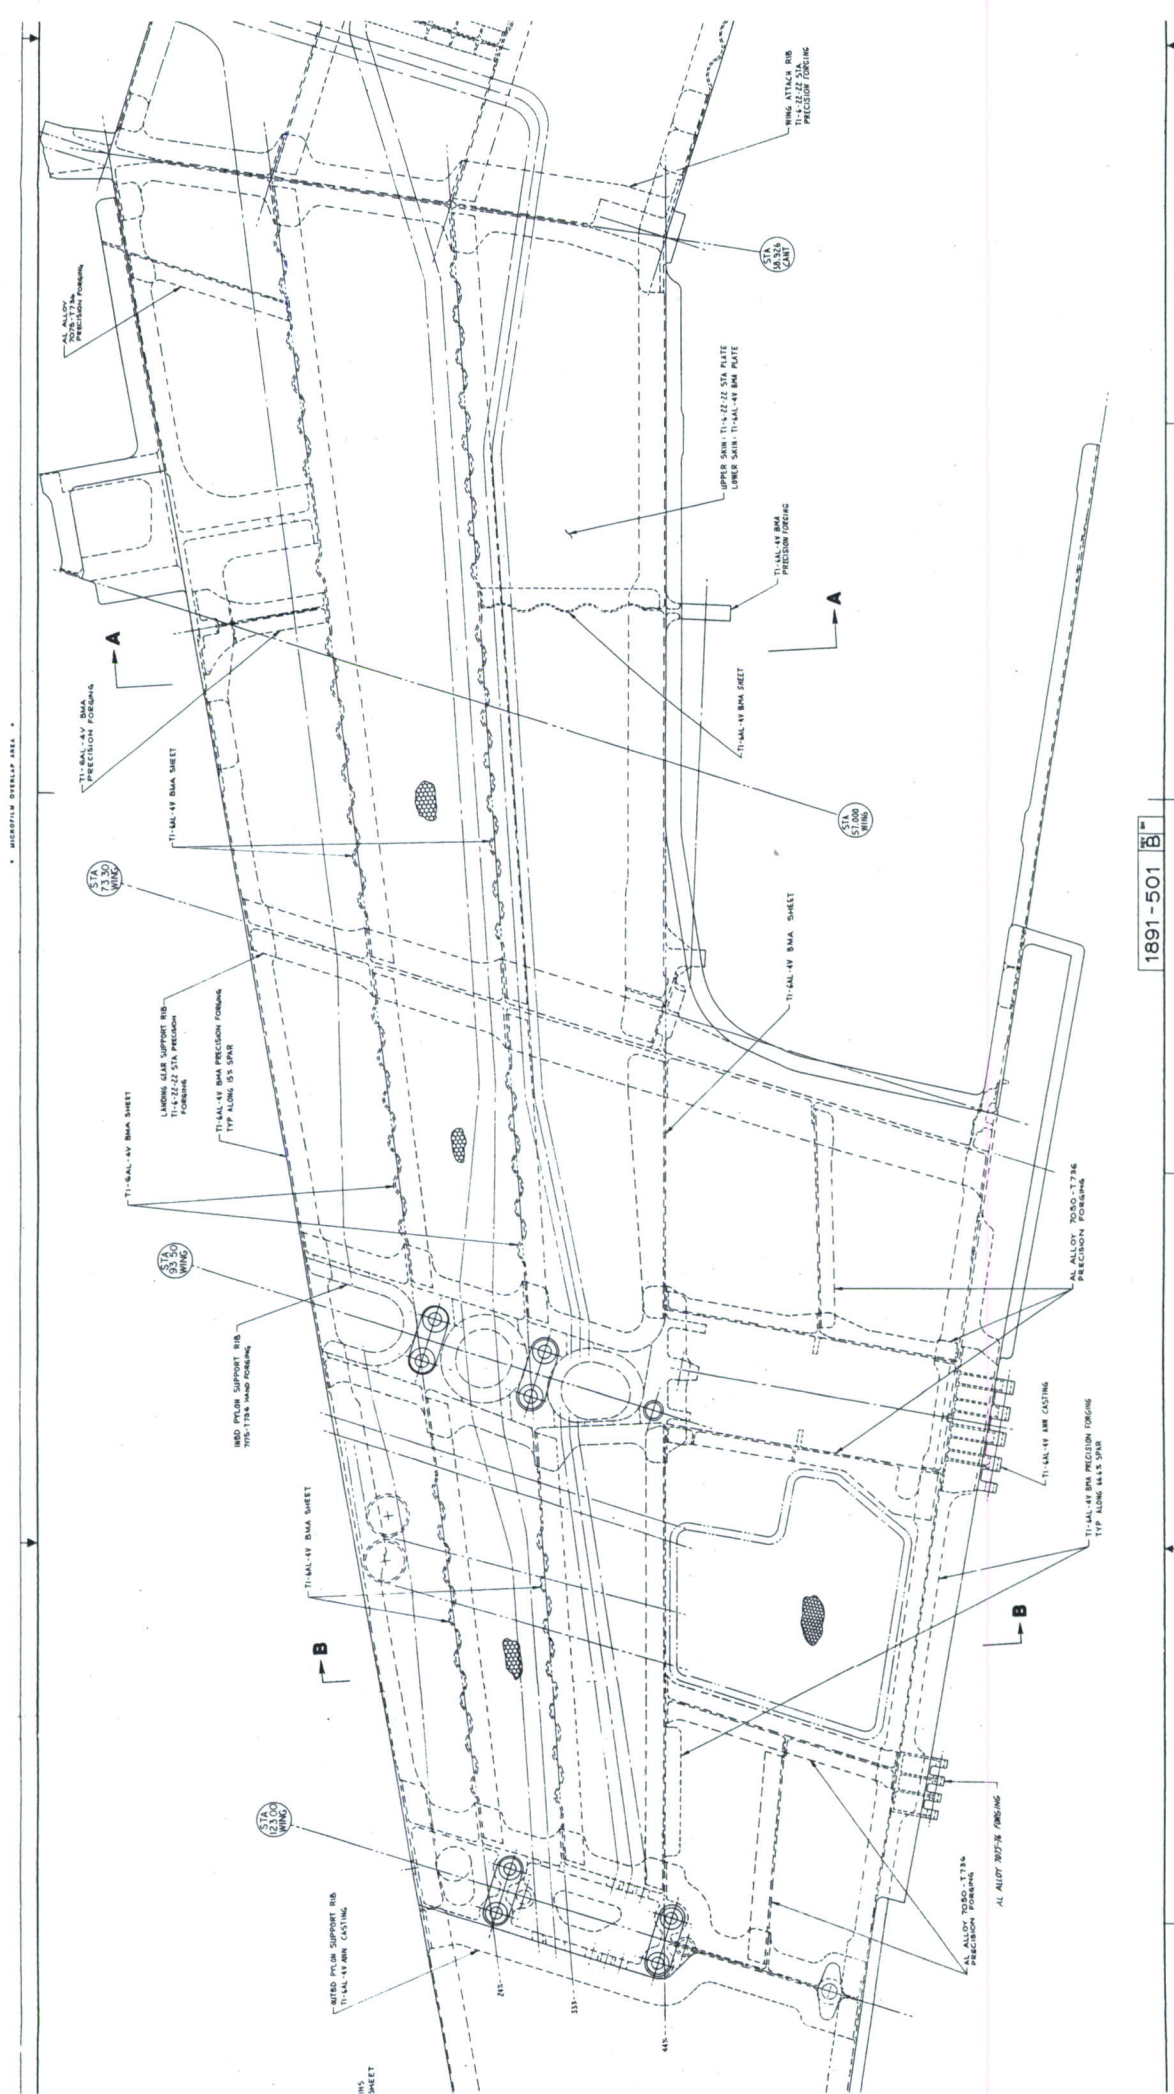 * MICROFILM OVERLAP AREA *
WING ATTACH RIB
TI-6-22-22 STA
PRECISION FORGING
AL ALLOY
7075-T736
PRECISION FORGING
STA
38.926
CANT
UPPER SKIN: TI-6-22-22 STA PLATE
LOWER SKIN: TI-6AL-4V BMA PLATE
TI-6AL-4V BMA
PRECISION FORGING
A
A
TI-6AL-4V BMA
PRECISION FORGING
TI-6AL-4V BMA SHEET
TI-6AL-4V BMA SHEET
STA
57.000
WING
STA
73.30
WING
TI-6AL-4V BMA SHEET
LANDING GEAR SUPPORT RIB
TI-6-22-22 STA PRECISION
FORGING
TI-6AL-4V BMA PRECISION FORGING
TYP ALONG 15% SPAR
TI-6AL-4V BMA SHEET
STA
93.50
WING
INBD PYLON SUPPORT RIB
7175-T736 HAND FORGING
AL ALLOY 7050-T736
PRECISION FORGING
TI-6AL-4V ANN CASTING
TI-6AL-4V BMA PRECISION FORGING
TYP ALONG 66.6% SPAR
TI-6AL-4V BMA SHEET
B
B
STA
123.00
WING
OUTBD PYLON SUPPORT RIB
TI-6AL-4V ANN CASTING
AL ALLOY 7075-T6 FORGING
AL ALLOY 7050-T736
PRECISION FORGING
24%
33%
44%
SHEET
1891-501 B